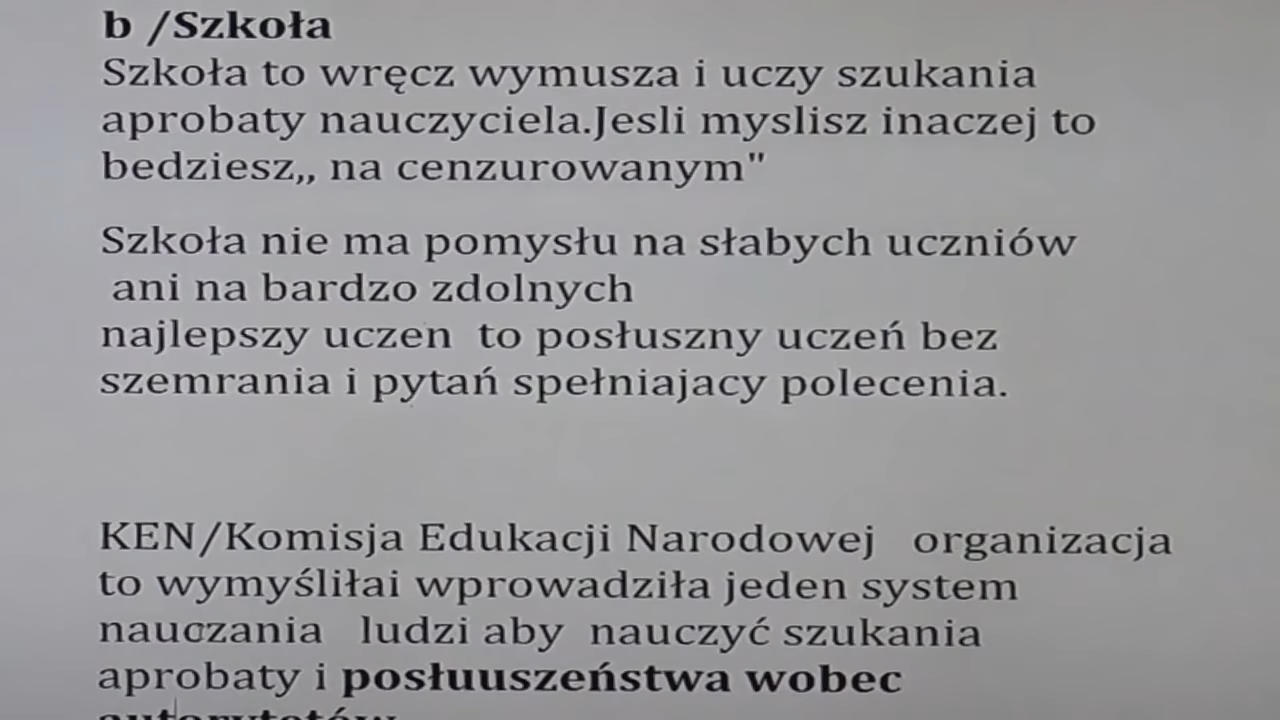 b /Szkoła
Szkoła to wręcz wymusza i uczy szukania
aprobaty nauczyciela.Jesli myslisz inaczej to
bedziesz,, na cenzurowanym"
Szkoła nie ma pomysłu na słabych uczniów
ani na bardzo zdolnych
najlepszy uczen to posłuszny uczeń bez
szemrania i pytań spełniajacy polecenia.
KEN/Komisja Edukacji Narodowej organizacja
to wymyśliłai wprowadziła jeden system
nauczania ludzi aby nauczyć szukania
aprobaty i posłuuszeństwa wobec
autorytetów